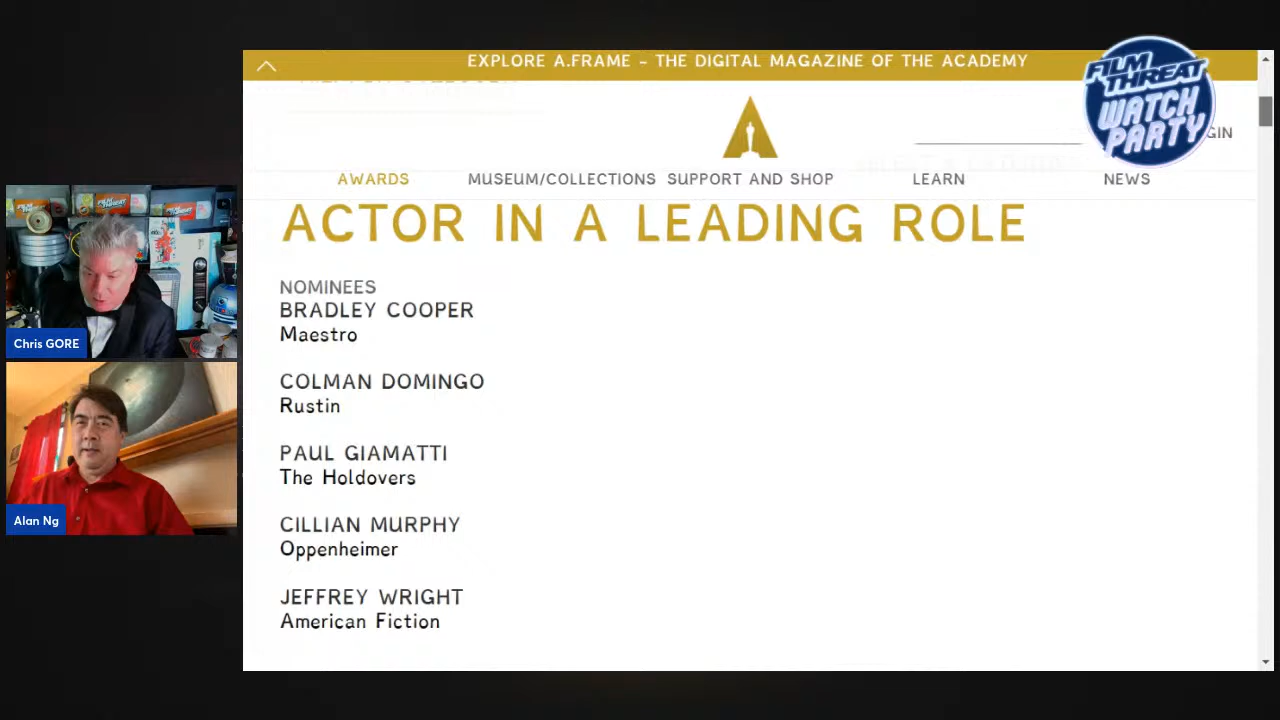 EXPLORE A.FRAME – THE DIGITAL MAGAZINE OF THE ACADEMY
FILM
THREAT
WATCH
PARTY
GIN
AWARDS
MUSEUM/COLLECTIONS
SUPPORT AND SHOP
LEARN
NEWS
ACTOR IN A LEADING ROLE
NOMINEES
BRADLEY COOPER
Maestro
COLMAN DOMINGO
Rustin
PAUL GIAMATTI
The Holdovers
CILLIAN MURPHY
Oppenheimer
JEFFREY WRIGHT
American Fiction
Chris GORE
Alan Ng